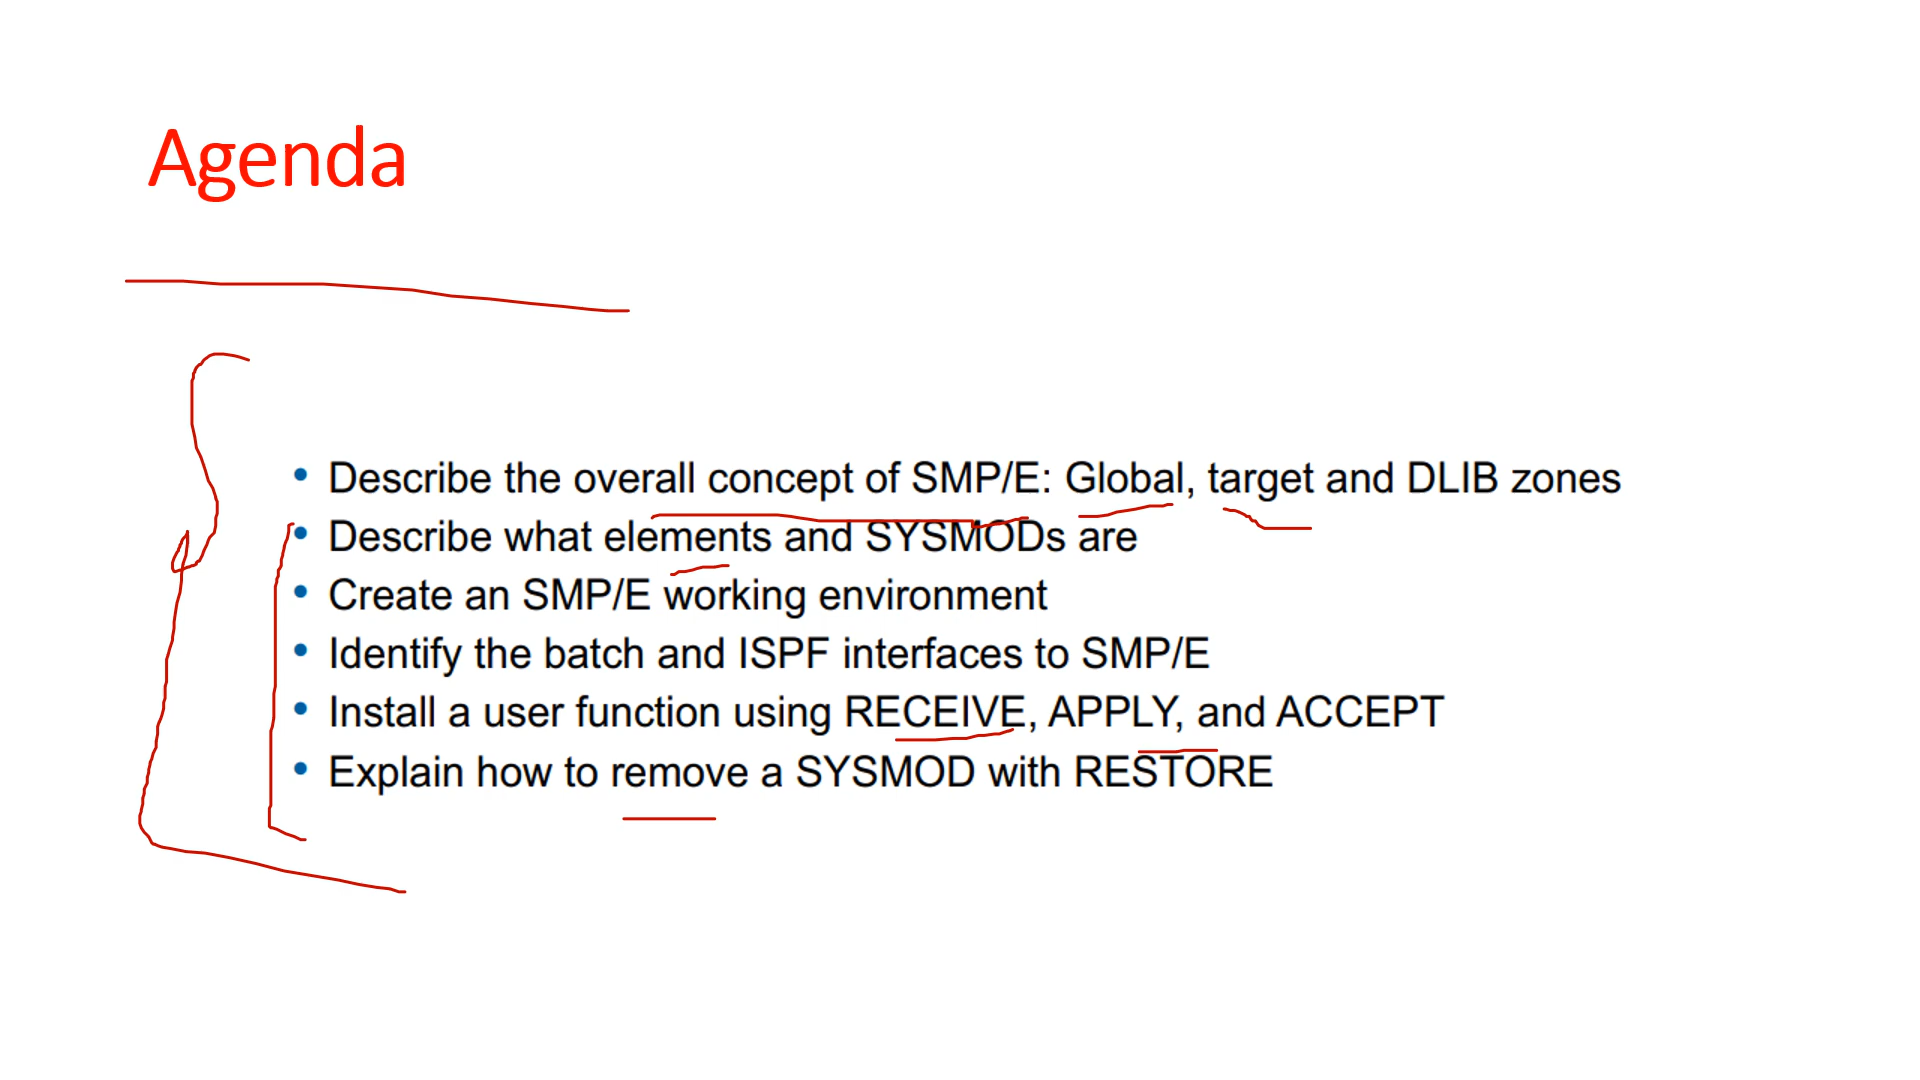 Agenda
• Describe the overall concept of SMP/E: Global, target and DLIB zones
• Describe what elements and SYSMODs are
• Create an SMP/E working environment
• Identify the batch and ISPF interfaces to SMP/E
• Install a user function using RECEIVE, APPLY, and ACCEPT
• Explain how to remove a SYSMOD with RESTORE